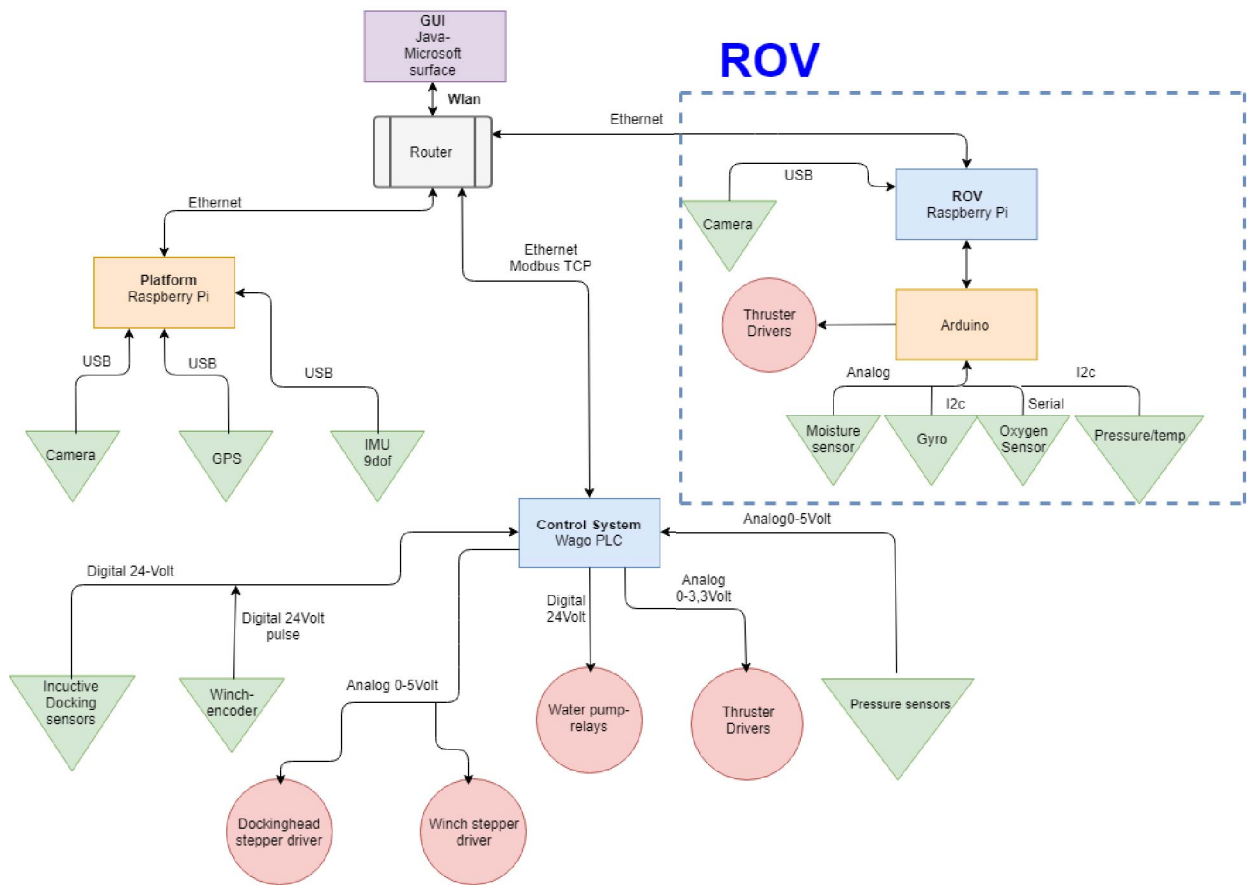 GUI
Java-
Microsoft
surface
ROV
Wlan
Ethernet
Router
USB
ROV
Raspberry Pi
Camera
Ethernet
Ethernet
Modbus TCP
Platform
Raspberry Pi
Thruster
Drivers
Arduino
USB
USB
USB
Analog
I2c
I2c
Serial
Camera
GPS
IMU
9dof
Moisture
sensor
Gyro
Oxygen
Sensor
Pressure/temp
Control System
Wago PLC
Analog0-5Volt
Digital 24-Volt
Digital 24Volt
pulse
Digital
24Volt
Analog
0-3,3Volt
Incuctive
Docking
sensors
Winch-
encoder
Analog 0-5Volt
Water pump-
relays
Thruster
Drivers
Pressure sensors
Dockinghead
stepper driver
Winch stepper
driver